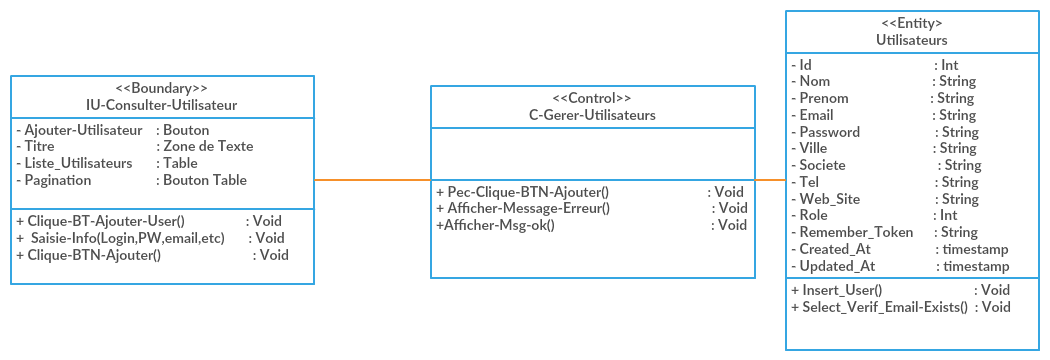 <<Boundary>>
IU-Consulter-Utilisateur
- Ajouter-Utilisateur : Bouton
- Titre : Zone de Texte
- Liste_Utilisateurs : Table
- Pagination : Bouton Table
+ Clique-BT-Ajouter-User() : Void
+ Saisie-Info(Login,PW,email,etc) : Void
+ Clique-BTN-Ajouter() : Void
<<Control>>
C-Gerer-Utilisateurs
+ Pec-Clique-BTN-Ajouter() : Void
+ Afficher-Message-Erreur() : Void
+Afficher-Msg-ok() : Void
<<Entity>
Utilisateurs
- Id : Int
- Nom : String
- Prenom : String
- Email : String
- Password : String
- Ville : String
- Societe : String
- Tel : String
- Web_Site : String
- Role : Int
- Remember_Token : String
- Created_At : timestamp
- Updated_At : timestamp
+ Insert_User() : Void
+ Select_Verif_Email-Exists() : Void